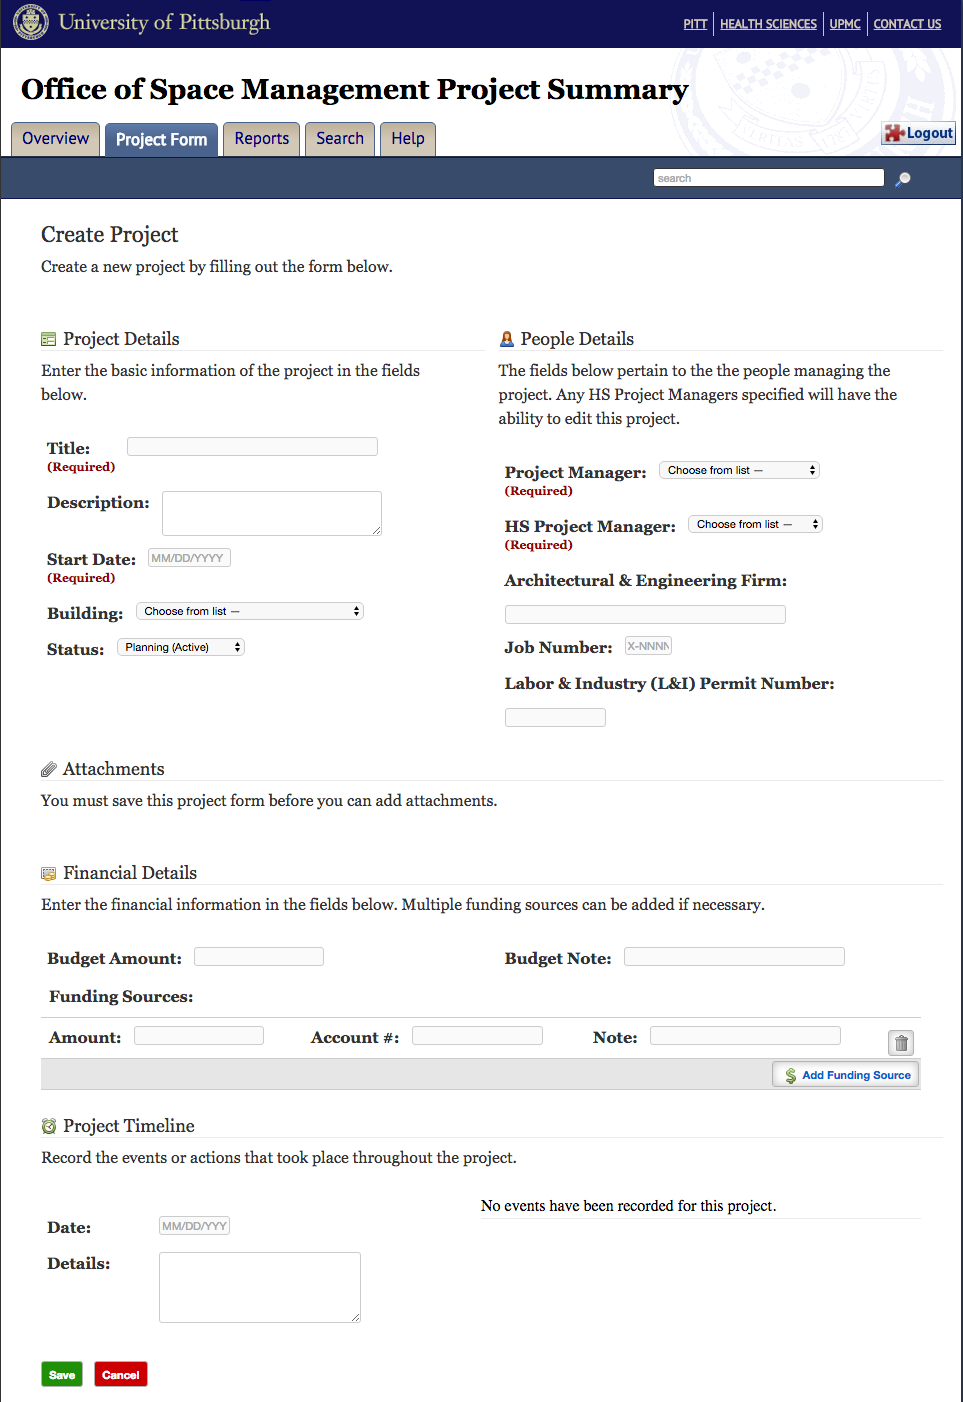 University of Pittsburgh
PITT HEALTH SCIENCES UPMC CONTACT US
Office of Space Management Project Summary
Overview Project Form Reports Search Help
Logout
search
Create Project
Create a new project by filling out the form below.
Project Details
Enter the basic information of the project in the fields
below.
Title:
(Required)
Description:
Start Date: MM/DD/YYYY
(Required)
Building: Choose from list —
Status: Planning (Active)
People Details
The fields below pertain to the the people managing the
project. Any HS Project Managers specified will have the
ability to edit this project.
Project Manager: Choose from list —
(Required)
HS Project Manager: Choose from list —
(Required)
Architectural & Engineering Firm:
Job Number: X-NNNN
Labor & Industry (L&I) Permit Number:
Attachments
You must save this project form before you can add attachments.
Financial Details
Enter the financial information in the fields below. Multiple funding sources can be added if necessary.
Budget Amount: Budget Note:
Funding Sources:
Amount: Account #: Note:
Add Funding Source
Project Timeline
Record the events or actions that took place throughout the project.
Date: MM/DD/YYY
Details:
No events have been recorded for this project.
Save Cancel